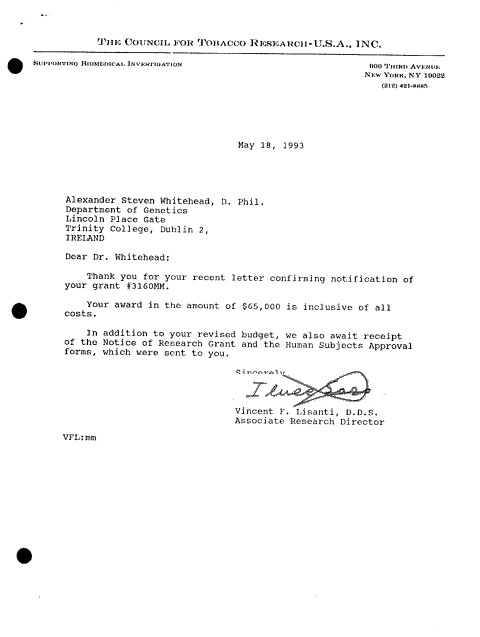 THE COUNCIL FOR TOBACCO RESEARCH-U.S.A., INC.
SUPPORTING BIOMEDICAL INVESTIGATION
900 THIRD AVENUE
NEW YORK, NY 10022
(212) 421-8885
May 18, 1993
Alexander Steven Whitehead, D. Phil.
Department of Genetics
Lincoln Place Gate
Trinity College, Dublin 2,
IRELAND
Dear Dr. Whitehead:
Thank you for your recent letter confirming notification of
your grant #3160MM.
Your award in the amount of $65,000 is inclusive of all
costs.
In addition to your revised budget, we also await receipt
of the Notice of Research Grant and the Human Subjects Approval
forms, which were sent to you.
Sincerely
Vincent F. Lisanti, D.D.S.
Associate Research Director
VFL:mm